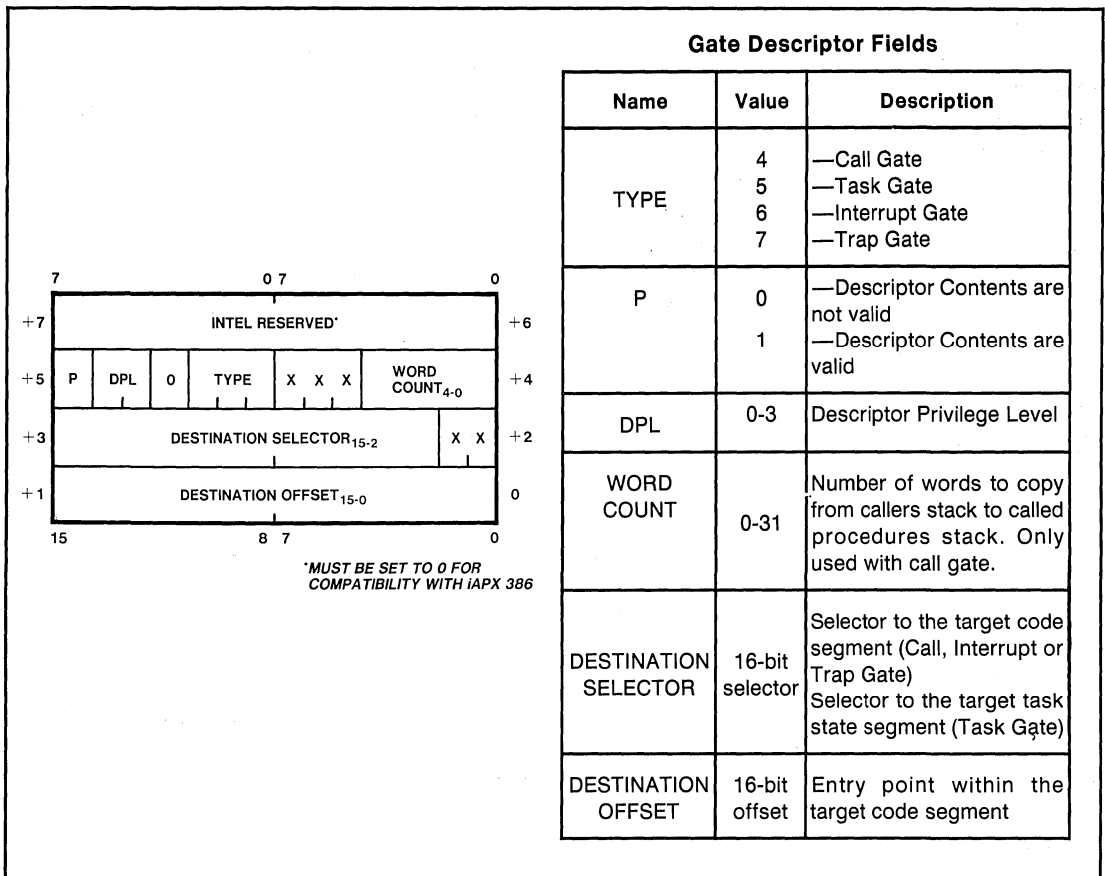 Gate Descriptor Fields
Name Value Description
TYPE
4 —Call Gate
5 —Task Gate
6 —Interrupt Gate
7 —Trap Gate
P
0 —Descriptor Contents are
not valid
1 —Descriptor Contents are
valid
DPL 0-3 Descriptor Privilege Level
WORD
COUNT
0-31
Number of words to copy
from callers stack to called
procedures stack. Only
used with call gate.
DESTINATION
SELECTOR
16-bit
selector
Selector to the target code
segment (Call, Interrupt or
Trap Gate)
Selector to the target task
state segment (Task Gate)
DESTINATION
OFFSET
16-bit
offset
Entry point within the
target code segment
7 0 7 0
+7 INTEL RESERVED* +6
+5 P DPL 0 TYPE X X X WORD
COUNT4-0 +4
+3 DESTINATION SELECTOR15-2 X X +2
+1 DESTINATION OFFSET15-0 0
15 8 7 0
*MUST BE SET TO 0 FOR
COMPATIBILITY WITH iAPX 386